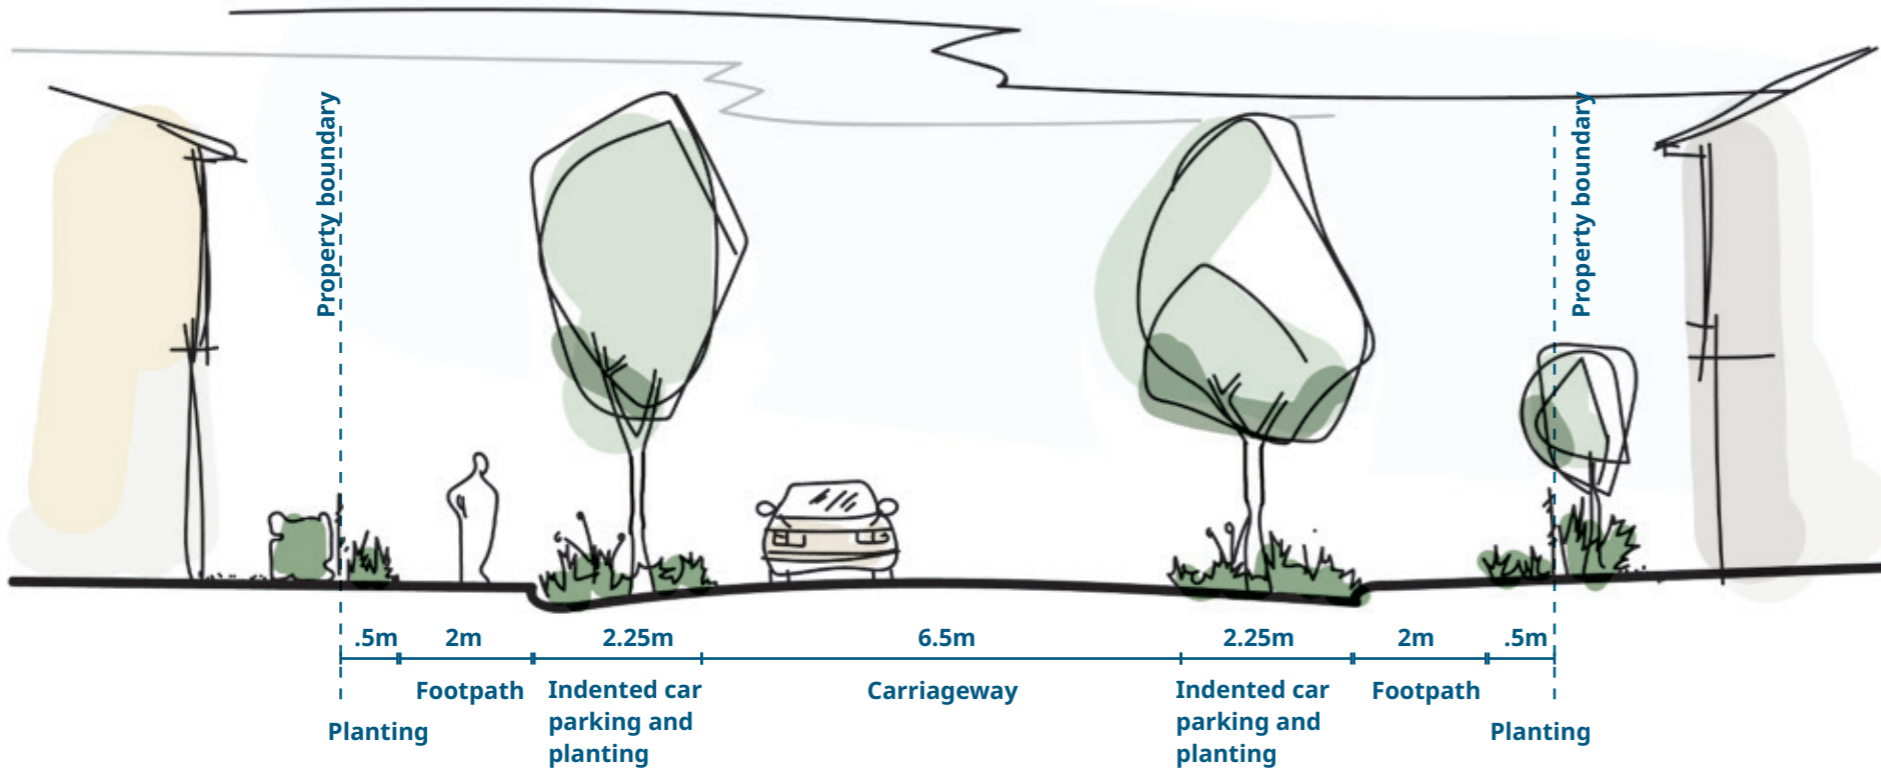 Property boundary
Property boundary
.5m 2m 2.25m 6.5m 2.25m 2m .5m
Footpath Indented car Carriageway Indented car Footpath
parking and parking and
Planting Planting
planting planting